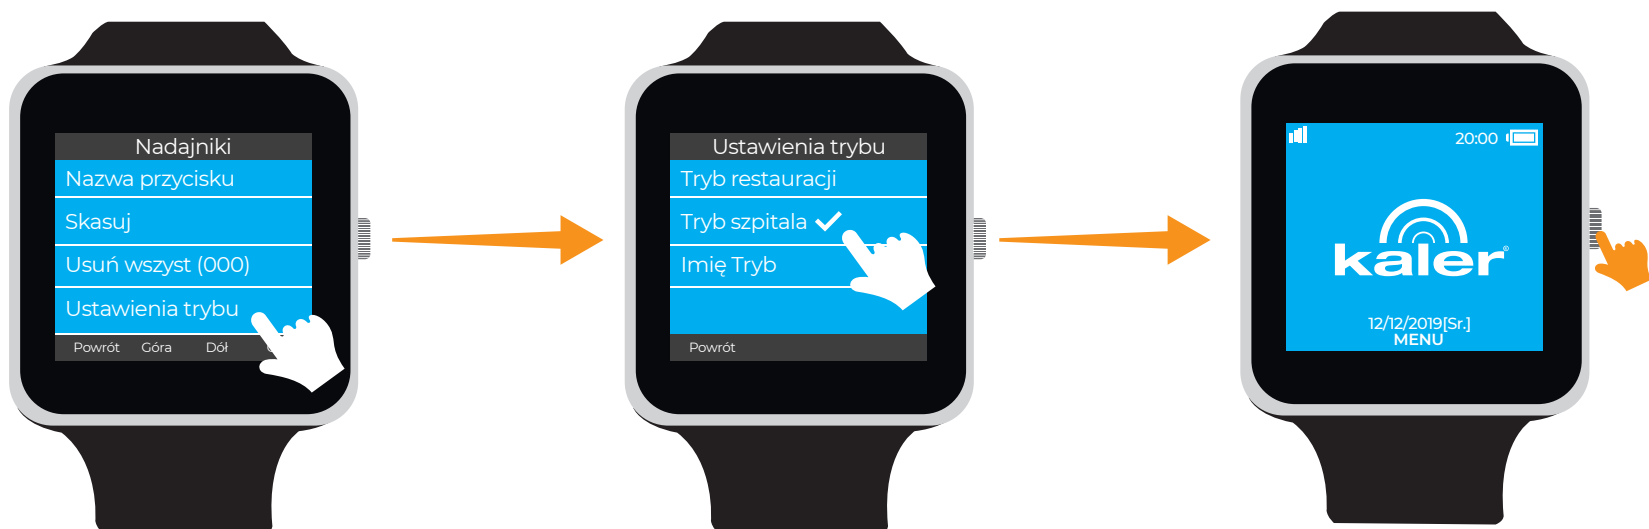 Nadajniki
Nazwa przycisku
Skasuj
Usuń wszyst (000)
Ustawienia trybu
Powrót Góra Dół
Ustawienia trybu
Tryb restauracji
Tryb szpitala
Imię Tryb
Powrót
20:00
kaler®
12/12/2019[Sr.]
MENU